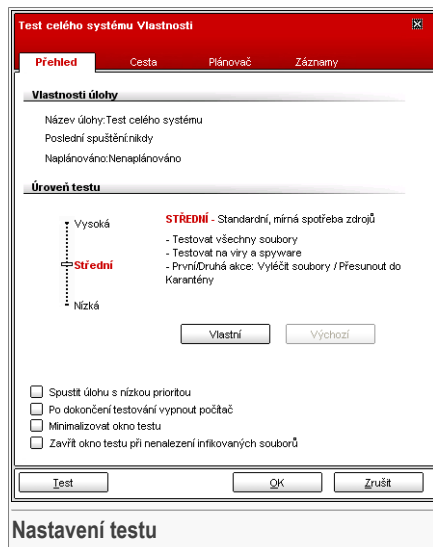 Test celého systému Vlastnosti
Přehled Cesta Plánovač Záznamy
Vlastnosti úlohy
Název úlohy:Test celého systému
Poslední spuštění:nikdy
Naplánováno:Nenaplánováno
Úroveň testu
Vysoká
Střední
Nízká
STŘEDNÍ - Standardní, mírná spotřeba zdrojů
- Testovat všechny soubory
- Testovat na viry a spyware
- První/Druhá akce: Vyléčit soubory / Přesunout do
Karantény
Vlastní Výchozí
Spustit úlohu s nízkou prioritou
Po dokončení testování vypnout počítač
Minimalizovat okno testu
Zavřít okno testu při nenalezení infikovaných souborů
Test OK Zrušit
Nastavení testu